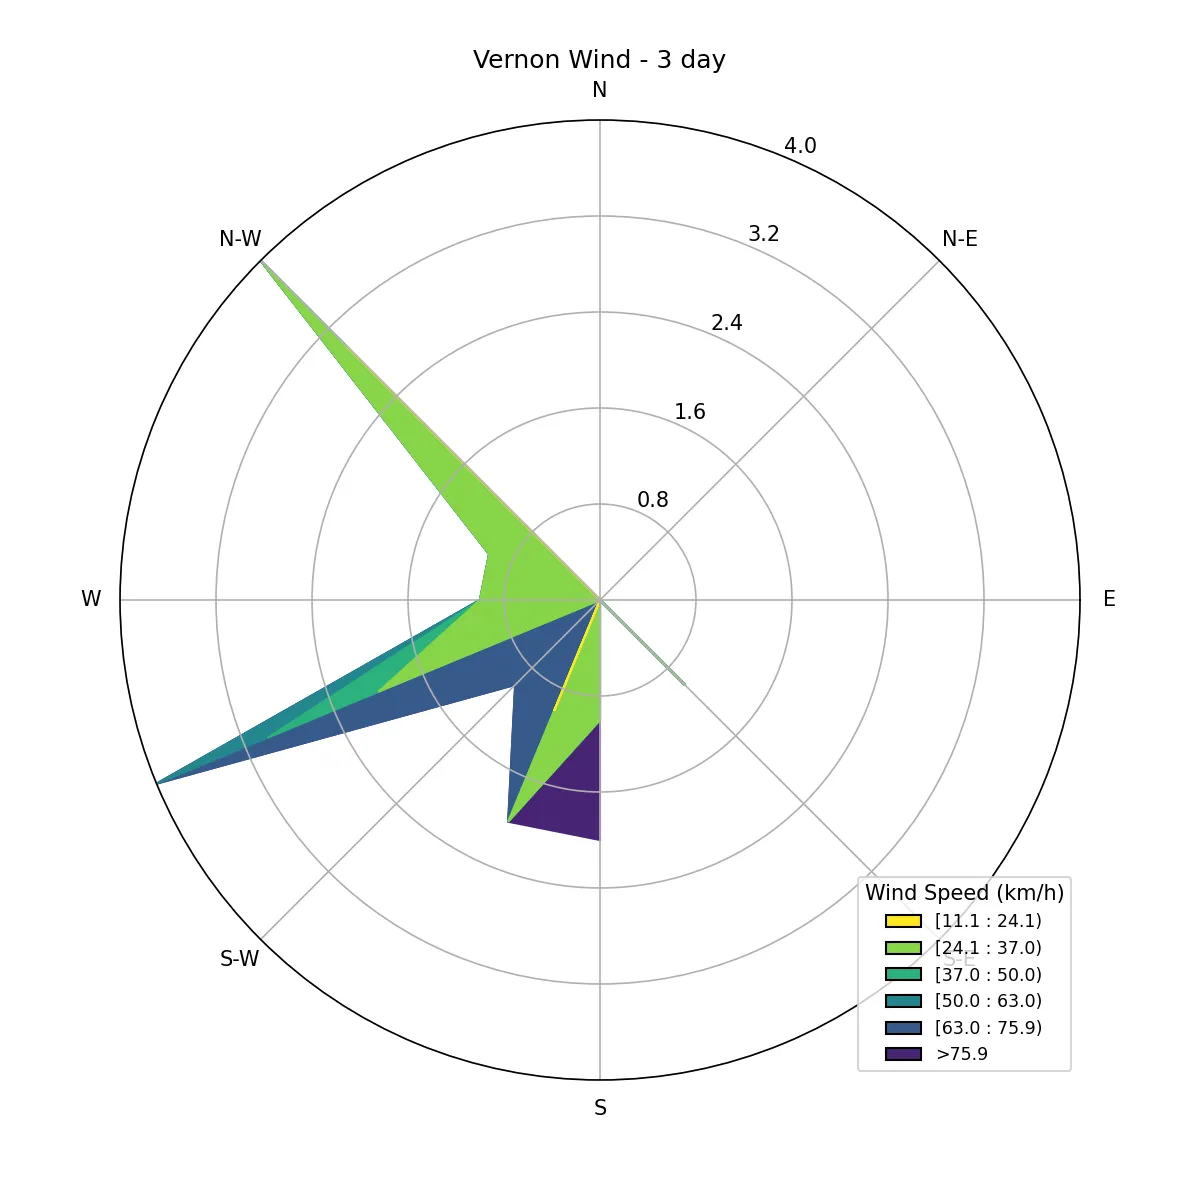 Vernon Wind - 3 day
N
4.0
N-W
3.2
N-E
2.4
1.6
0.8
W
E
S-W
S-E
S
Wind Speed (km/h)
[11.1 : 24.1)
[24.1 : 37.0)
[37.0 : 50.0)
[50.0 : 63.0)
[63.0 : 75.9)
>75.9